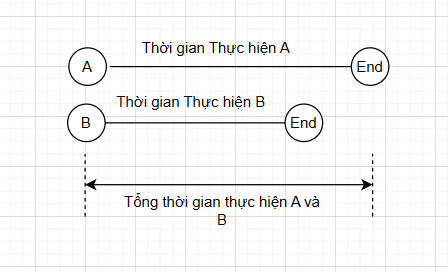 Thời gian Thực hiện A
A
End
Thời gian Thực hiện B
B
End
Tổng thời gian thực hiện A và
B